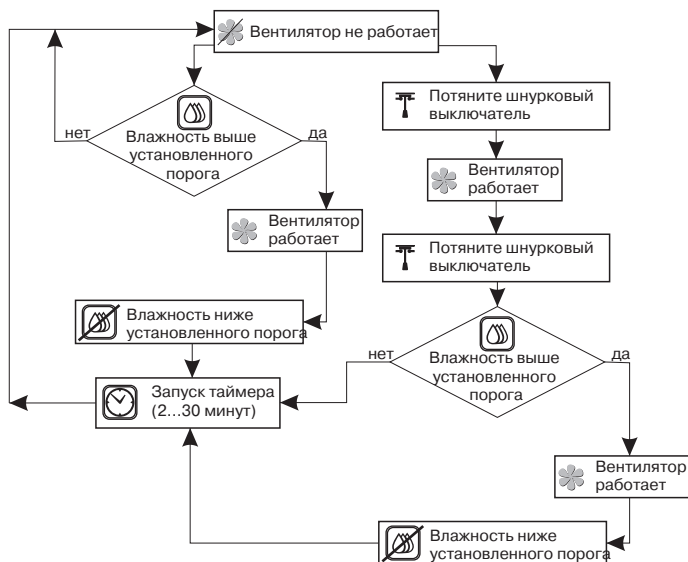 Вентилятор не работает
Потяните шнурковый
выключатель
нет
Влажность выше
установленного
порога
да
Вентилятор
работает
Вентилятор
работает
Потяните шнурковый
выключатель
Влажность ниже
установленного порога
нет
Влажность выше
установленного
порога
да
Запуск таймера
(2...30 минут)
Вентилятор
работает
Влажность ниже
установленного порога